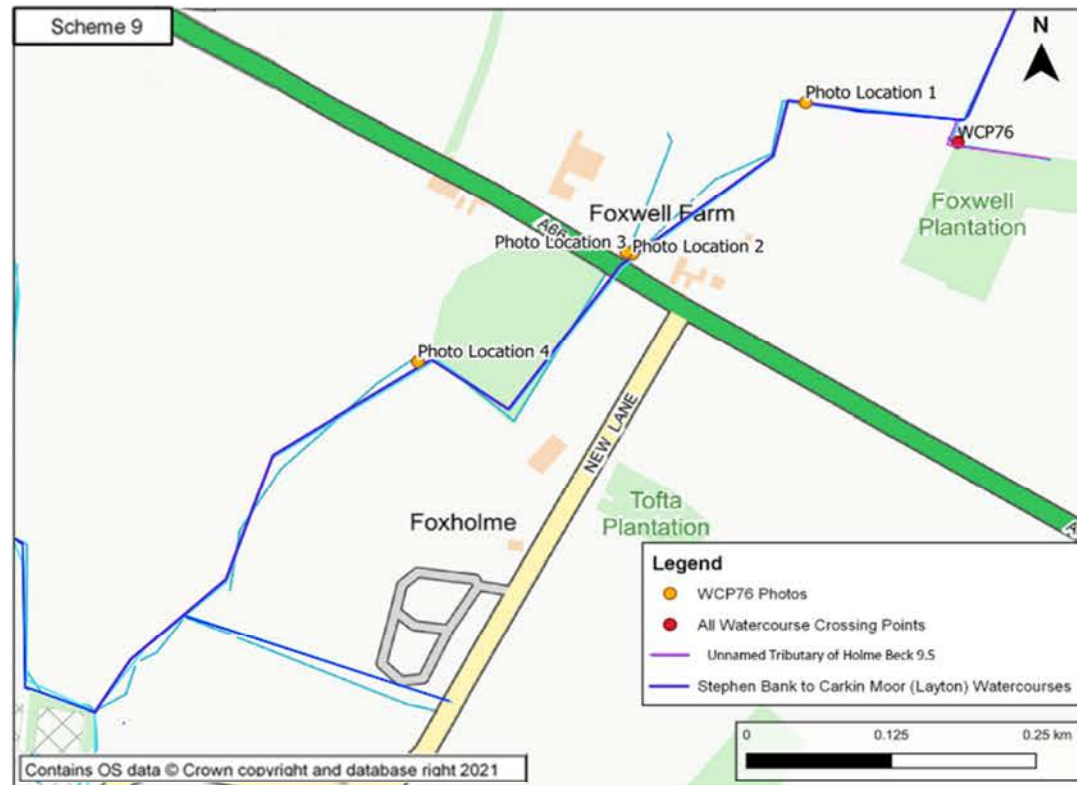 Scheme 9
N
Photo Location 1
WCP76
Foxwell
Plantation
Foxwell Farm
A66
Photo Location 3
Photo Location 2
Photo Location 4
NEW LANE
Tofta
Plantation
Foxholme
Legend
WCP76 Photos
All Watercourse Crossing Points
Unnamed Tributary of Holme Beck 9.5
Stephen Bank to Carkin Moor (Layton) Watercourses
0 0.125 0.25 km
Contains OS data © Crown copyright and database right 2021